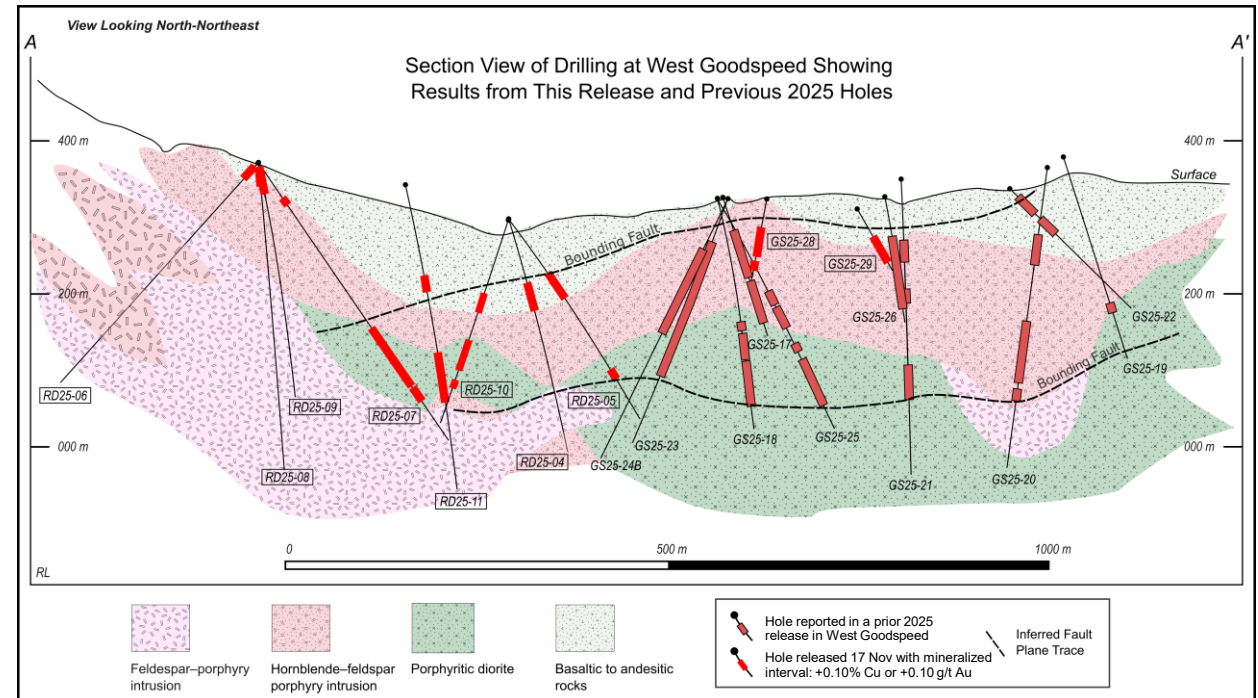 View Looking North-Northeast
A
A'
Section View of Drilling at West Goodspeed Showing
Results from This Release and Previous 2025 Holes
400 m
400 m
Surface
Bounding Fault
GS25-28
GS25-29
200 m
200 m
GS25-26
GS25-22
GS25-17
Bounding Fault
GS25-19
RD25-10
RD25-06
RD25-09
RD25-07
RD25-05
GS25-18
GS25-25
GS25-23
000 m
000 m
RD25-04
GS25-24B
RD25-08
GS25-20
GS25-21
RD25-11
0
500 m
1000 m
RL
Feldespar–porphyry
intrusion
Hornblende–feldspar
porphyry intrusion
Porphyritic diorite
Basaltic to andesitic
rocks
Hole reported in a prior 2025
release in West Goodspeed
Hole released 17 Nov with mineralized
interval: +0.10% Cu or +0.10 g/t Au
Inferred Fault
Plane Trace